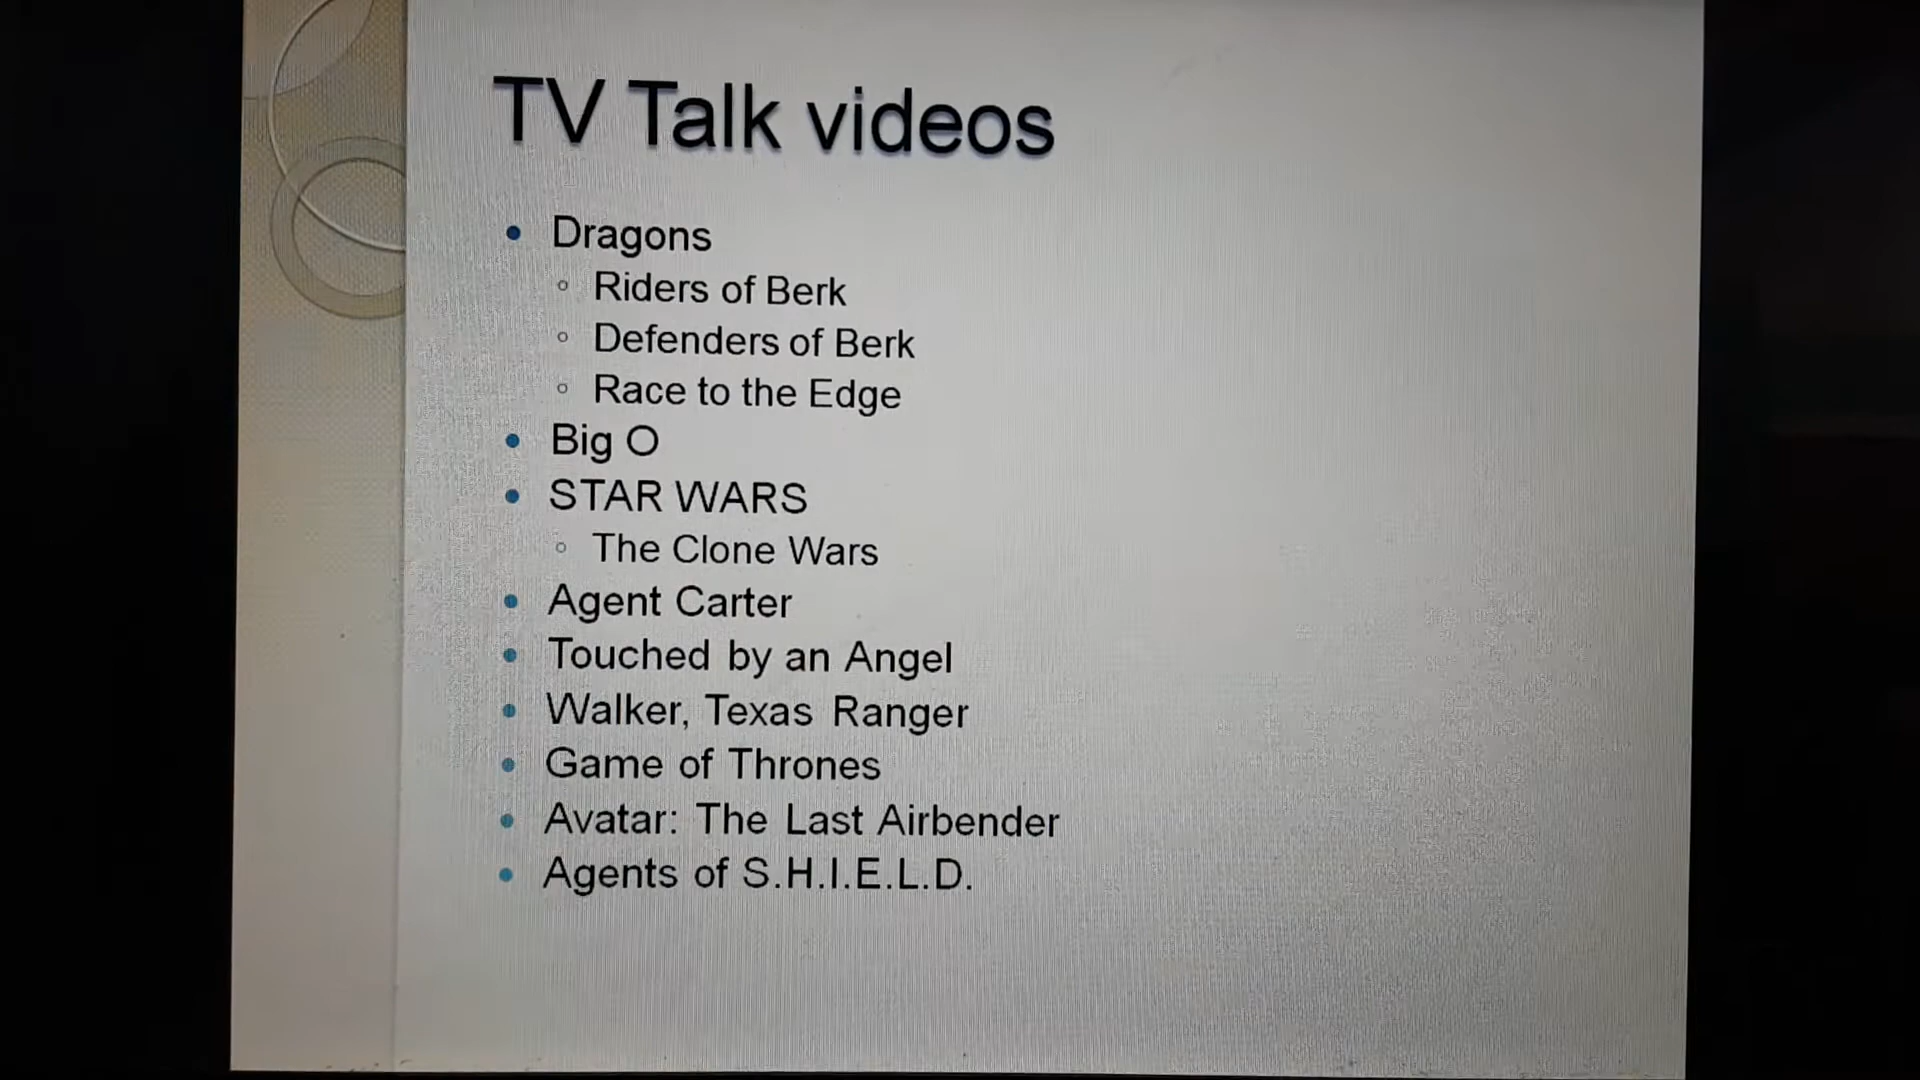 TV Talk videos
• Dragons
◦ Riders of Berk
◦ Defenders of Berk
◦ Race to the Edge
• Big O
• STAR WARS
◦ The Clone Wars
• Agent Carter
• Touched by an Angel
• Walker, Texas Ranger
• Game of Thrones
• Avatar: The Last Airbender
• Agents of S.H.I.E.L.D.